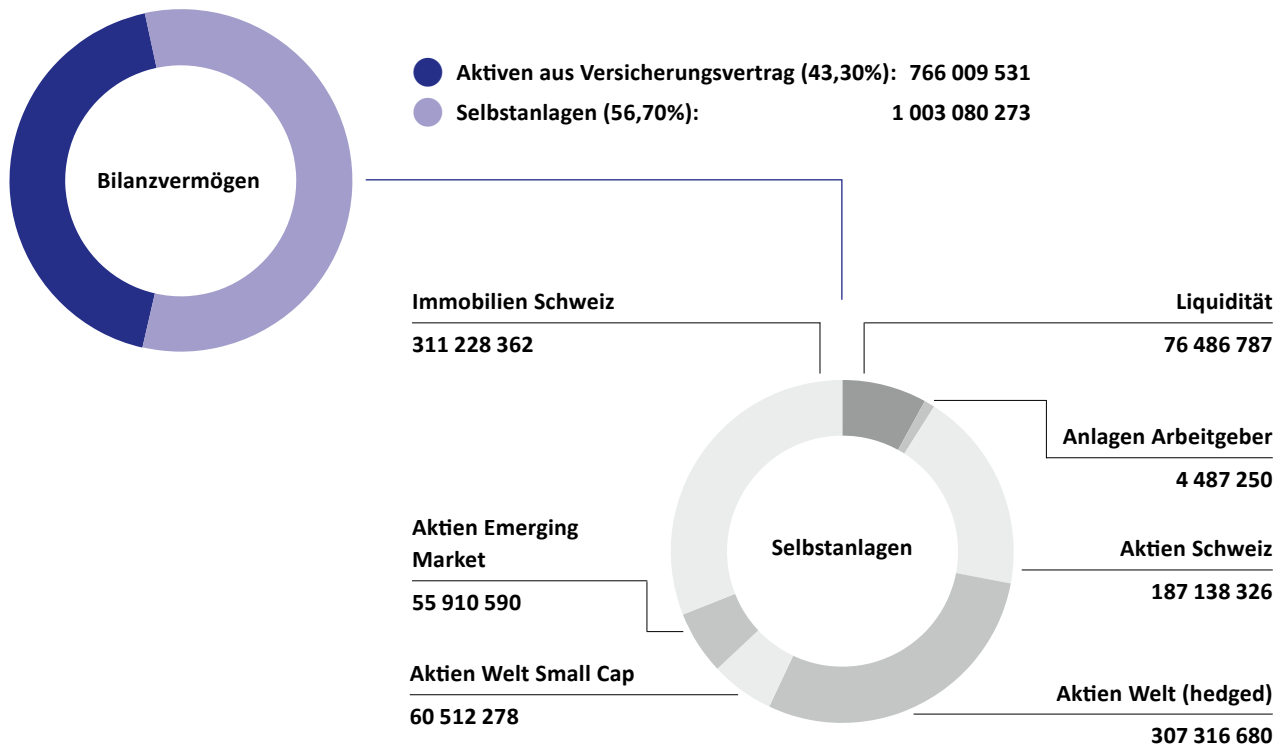 Bilanzvermögen
Aktiven aus Versicherungsvertrag (43,30%): 766 009 531
Selbstanlagen (56,70%): 1 003 080 273
Immobilien Schweiz
311 228 362
Liquidität
76 486 787
Anlagen Arbeitgeber
4 487 250
Aktien Emerging
Market
55 910 590
Selbstanlagen
Aktien Schweiz
187 138 326
Aktien Welt Small Cap
60 512 278
Aktien Welt (hedged)
307 316 680